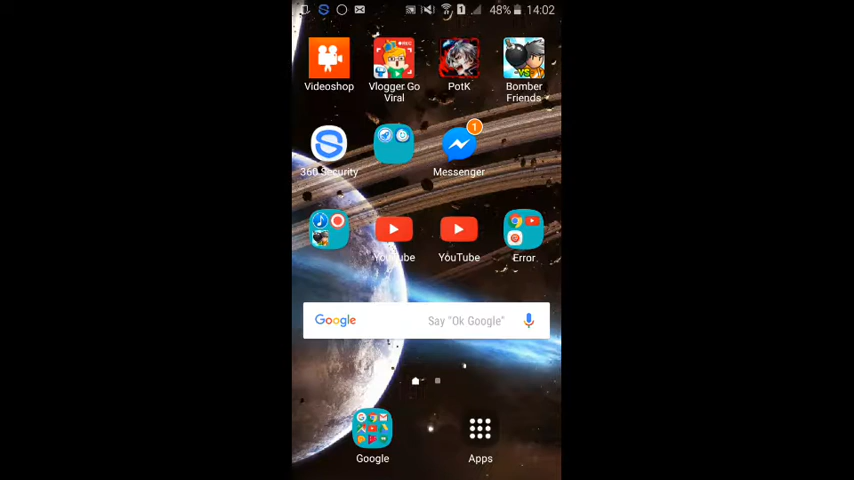 48% 14:02
Videoshop
Vlogger Go
Viral
PotK
Bomber
Friends
360 Security
1
Messenger
YouTube
YouTube
Error
Google
Say "Ok Google"
Google
Apps